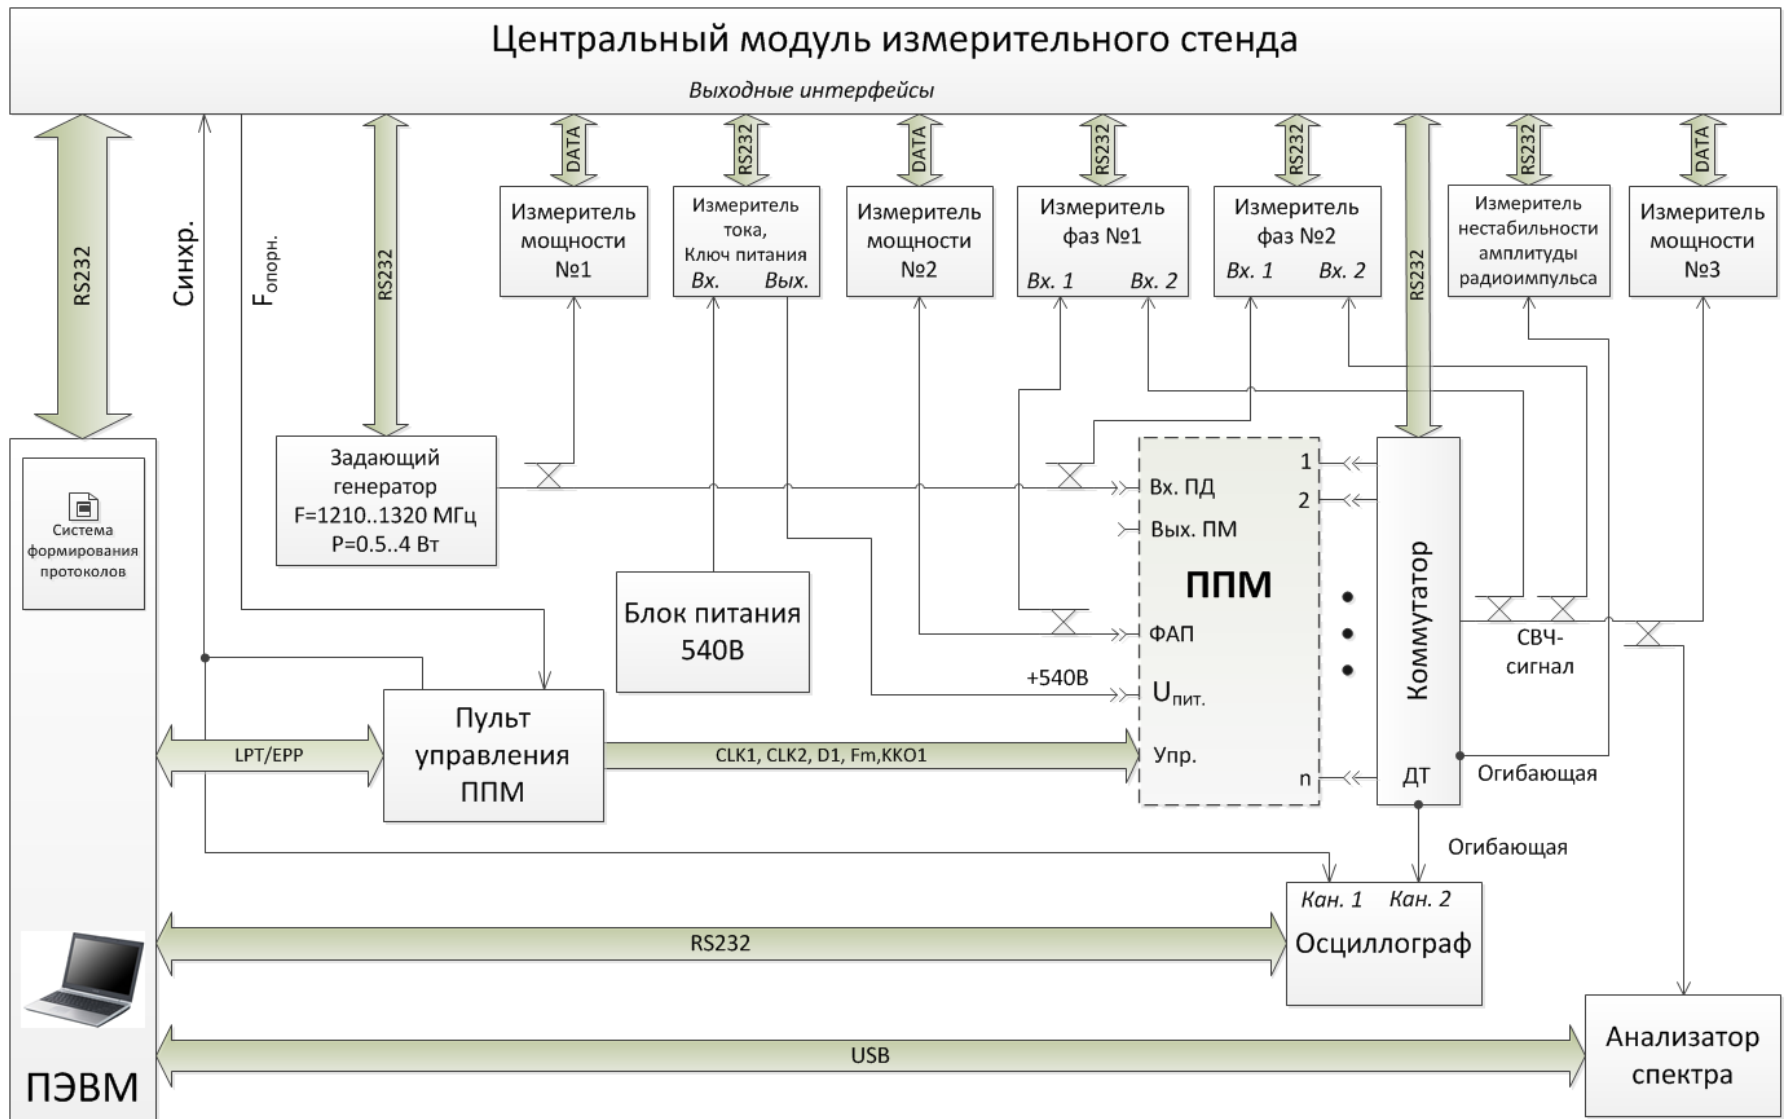 Центральный модуль измерительного стенда
Выходные интерфейсы
RS232
Синхр.
Fопорн.
RS232
DATA
RS232
DATA
RS232
RS232
RS232
RS232
DATA
Измеритель
мощности
№1
Измеритель
тока,
Ключ питания
Вх. Вых.
Измеритель
мощности
№2
Измеритель
фаз №1
Вх. 1 Вх. 2
Измеритель
фаз №2
Вх. 1 Вх. 2
Измеритель
нестабильности
амплитуды
радиоимпульса
Измеритель
мощности
№3
Система
формирования
протоколов
Задающий
генератор
F=1210..1320 МГц
P=0.5..4 Вт
Блок питания
540В
+540В
Вх. ПД
Вых. ПМ
ППМ
ФАП
Uпит.
Упр.
1
2
n
Коммутатор
ДТ
СВЧ-
сигнал
Огибающая
Огибающая
LPT/EPP
Пульт
управления
ППМ
CLK1, CLK2, D1, Fm,KKO1
Кан. 1 Кан. 2
Осциллограф
RS232
USB
Анализатор
спектра
ПЭВМ